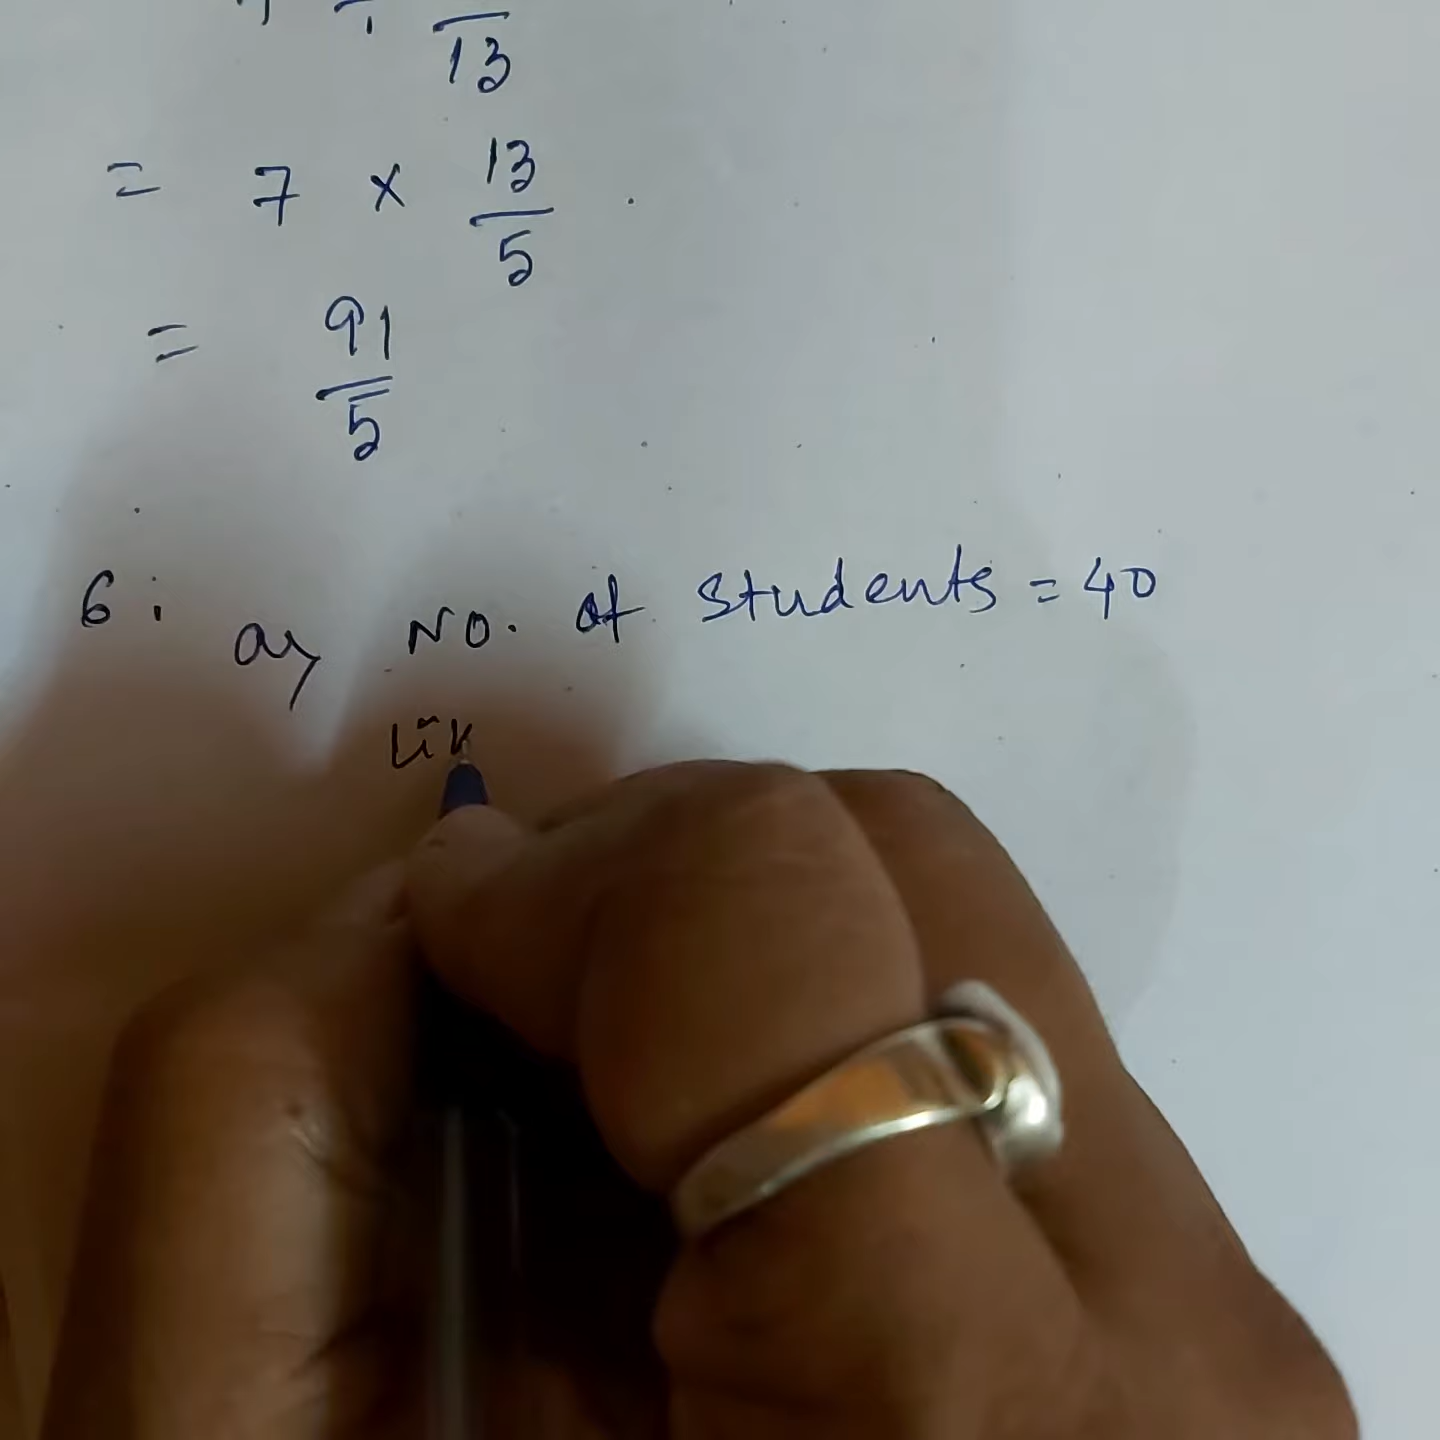 13
= 7 × 13/5 .
= 91/5
6: a) NO. of students = 40
Lik